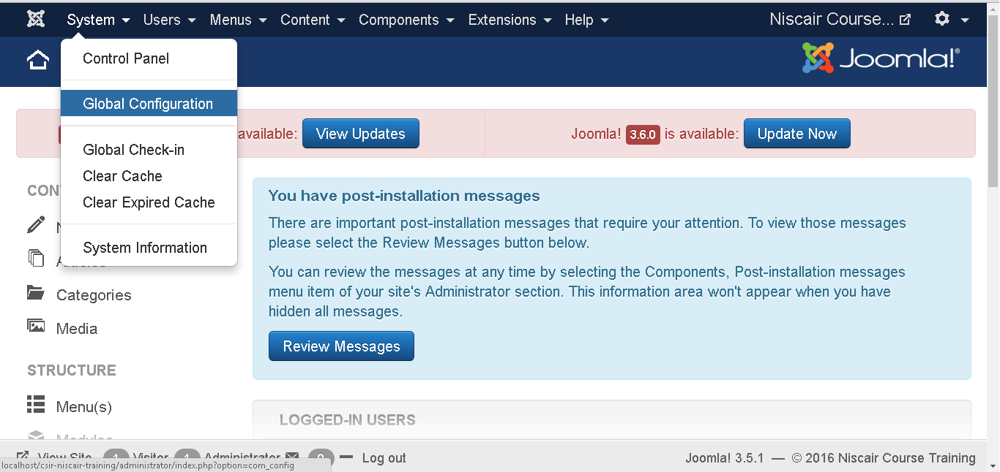 System Users Menus Content Components Extensions Help Niscair Course...
Joomla!®
Control Panel
Global Configuration
Global Check-in
Clear Cache
Clear Expired Cache
System Information
available: View Updates
Joomla! 3.6.0 is available: Update Now
You have post-installation messages
There are important post-installation messages that require your attention. To view those messages
please select the Review Messages button below.
You can review the messages at any time by selecting the Components, Post-installation messages
menu item of your site's Administrator section. This information area won't appear when you have
hidden all messages.
Review Messages
Articles
Categories
Media
STRUCTURE
Menu(s)
Modules
LOGGED-IN USERS
View Site 1 Visitor 1 Administrator 0 Log out
Joomla! 3.5.1 — © 2016 Niscair Course Training
localhost/csir-niscair-training/administrator/index.php?option=com_config